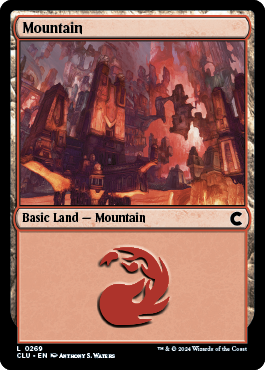 Mountain
Basic Land — Mountain
L 0269
CLU • EN Anthony S. Waters
™ & © 2024 Wizards of the Coast